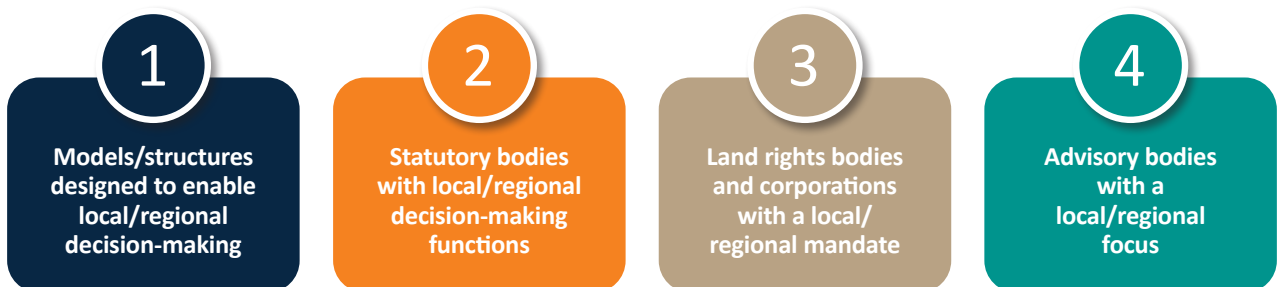 1
Models/structures
designed to enable
local/regional
decision-making
2
Statutory bodies
with local/regional
decision-making
functions
3
Land rights bodies
and corporations
with a local/
regional mandate
4
Advisory bodies
with a
local/regional
focus